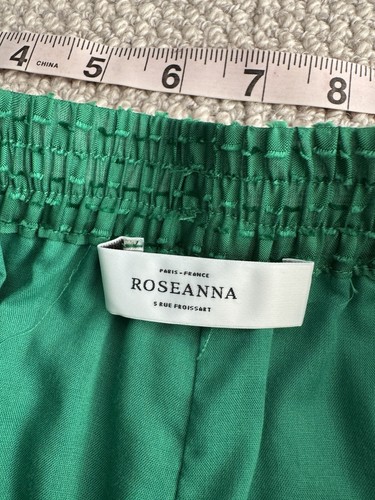 4 5 6 7 8
CHINA
PARIS-FRANCE
ROSEANNA
5 RUE FROISSART